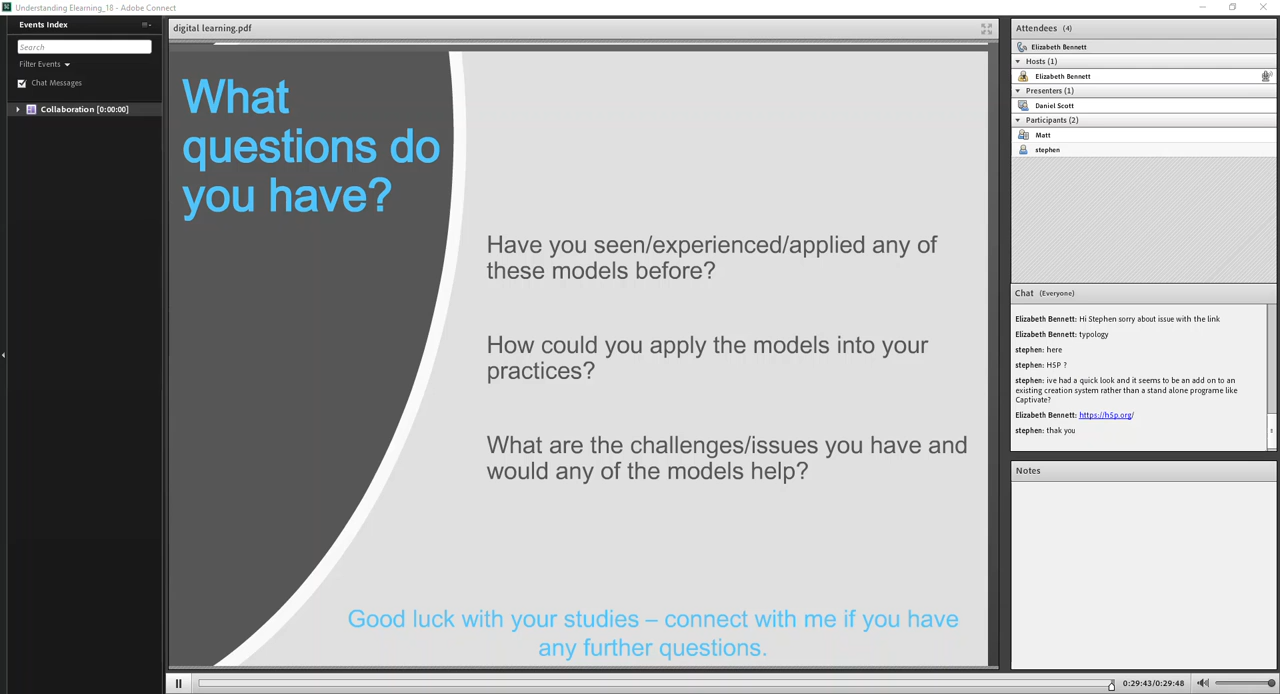 Understanding Elearning_18 - Adobe Connect
Events Index
Search
Filter Events
Chat Messages
Collaboration [0:00:00]
digital learning.pdf
What
questions do
you have?
Have you seen/experienced/applied any of
these models before?
How could you apply the models into your
practices?
What are the challenges/issues you have and
would any of the models help?
Good luck with your studies – connect with me if you have
any further questions.
Attendees (4)
Elizabeth Bennett
Hosts (1)
Elizabeth Bennett
Presenters (1)
Daniel Scott
Participants (2)
Matt
stephen
Chat (Everyone)
Elizabeth Bennett: Hi Stephen sorry about issue with the link
Elizabeth Bennett: typology
stephen: here
stephen: H5P ?
stephen: ive had a quick look and it seems to be an add on to an
existing creation system rather than a stand alone programe like
Captivate?
Elizabeth Bennett: https://h5p.org/
stephen: thak you
Notes
0:29:43/0:29:48